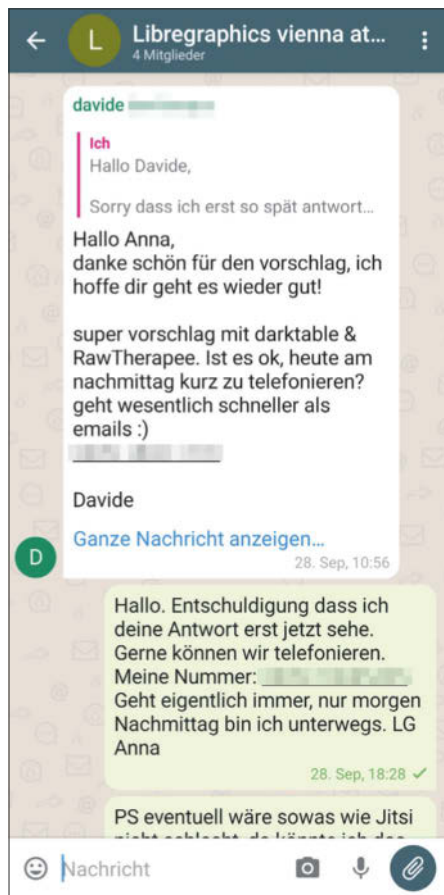 Libregraphics vienna at...
4 Mitglieder
davide
Ich
Hallo Davide,
Sorry dass ich erst so spät antwort...
Hallo Anna,
danke schön für den vorschlag, ich
hoffe dir geht es wieder gut!
super vorschlag mit darktable &
RawTherapee. Ist es ok, heute am
nachmittag kurz zu telefonieren?
geht wesentlich schneller als
emails :)
Davide
Ganze Nachricht anzeigen...
28. Sep, 10:56
Hallo. Entschuldigung dass ich
deine Antwort erst jetzt sehe.
Gerne können wir telefonieren.
Meine Nummer:
Geht eigentlich immer, nur morgen
Nachmittag bin ich unterwegs. LG
Anna
28. Sep, 18:28
PS eventuell wäre sowas wie Jitsi
Nachricht